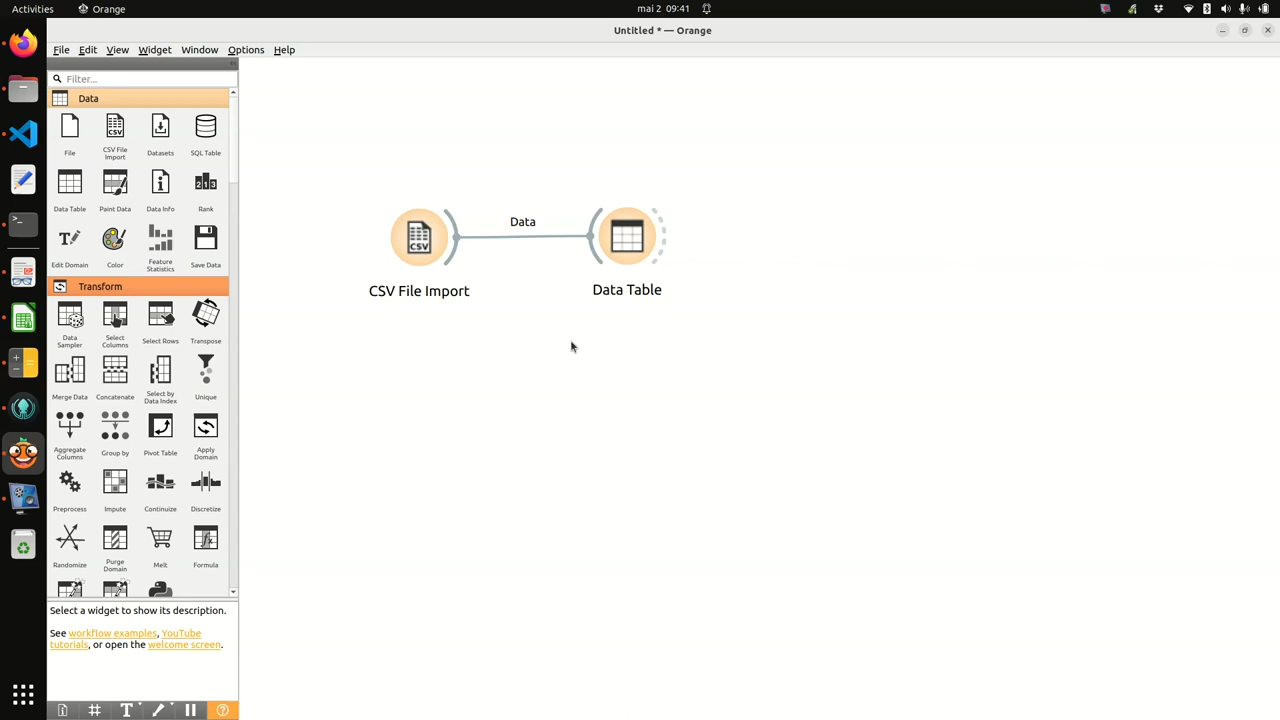 Activities
Orange
mai 2 09:41
Untitled * — Orange
File Edit View Widget Window Options Help
Filter...
Data
File
CSV File Import
Datasets
SQL Table
Data Table
Paint Data
Data Info
Rank
Edit Domain
Color
Feature Statistics
Save Data
Transform
Data Sampler
Select Columns
Select Rows
Transpose
Merge Data
Concatenate
Select by Data Index
Unique
Aggregate Columns
Group by
Pivot Table
Apply Domain
Preprocess
Impute
Continuize
Discretize
Randomize
Purge Domain
Melt
Formula
Select a widget to show its description.
See workflow examples, YouTube
tutorials, or open the welcome screen.
Data
CSV
CSV File Import
Data Table